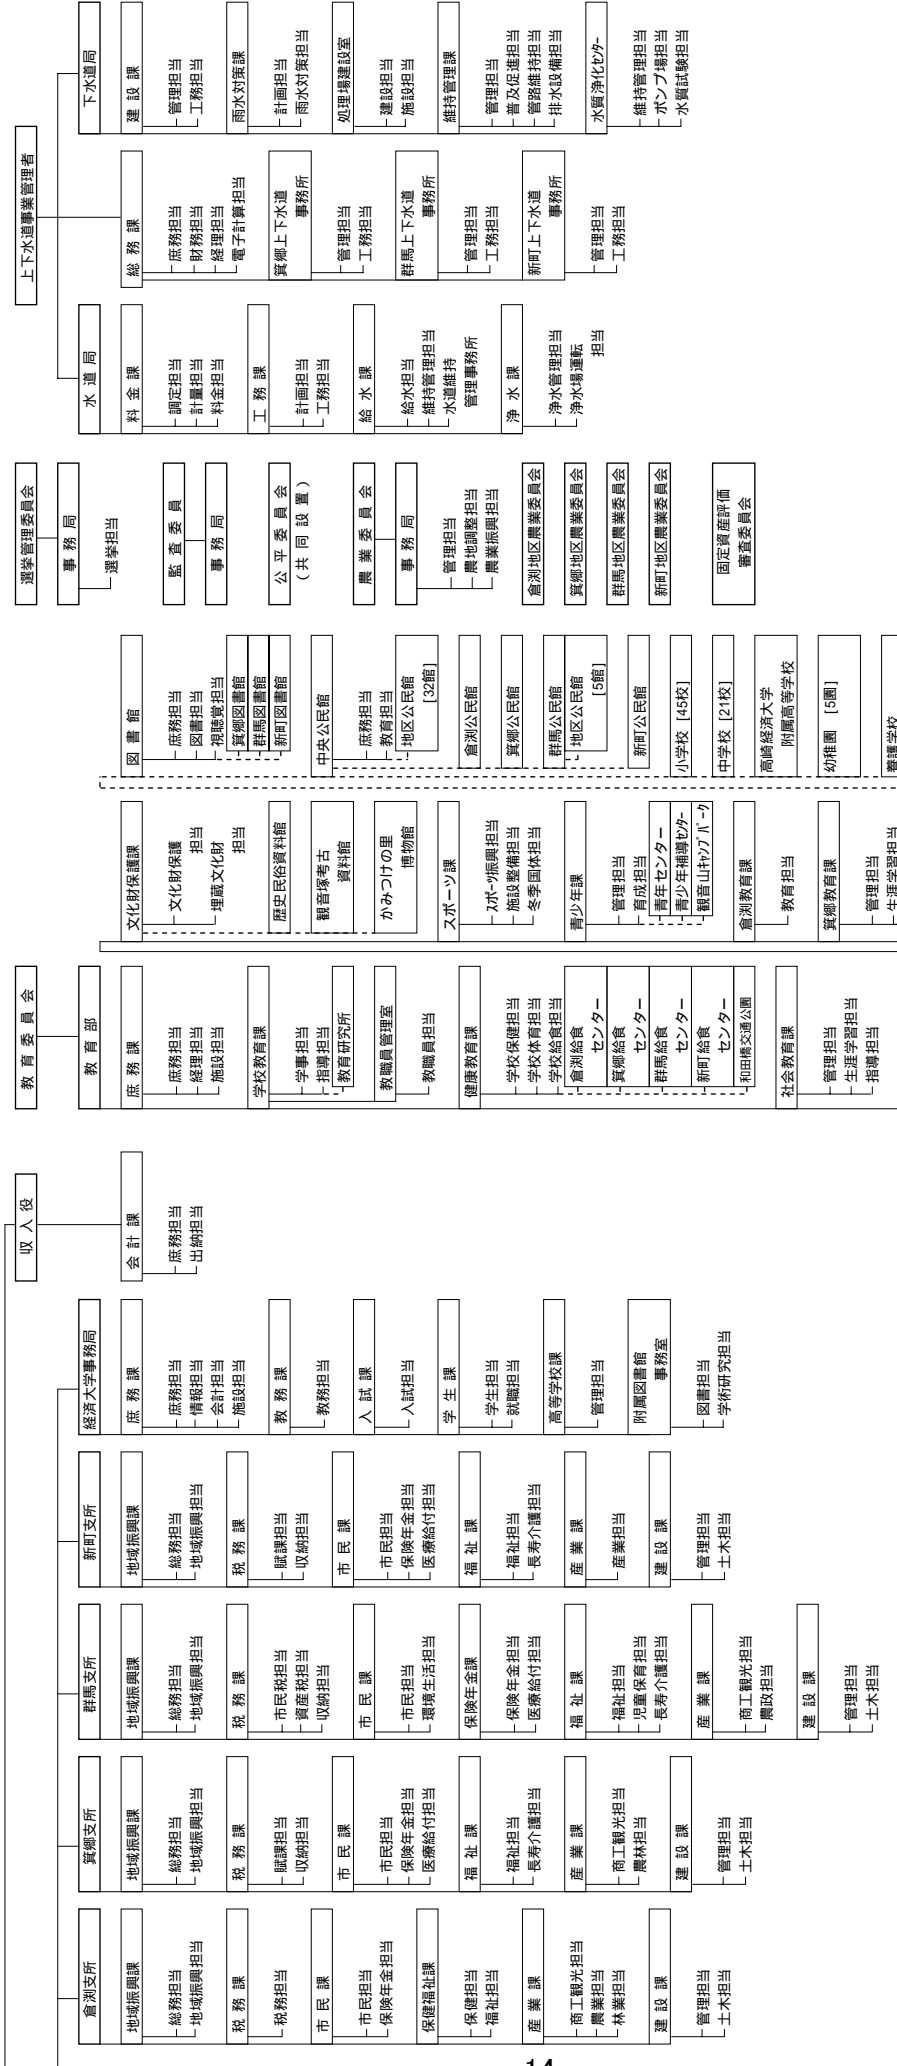 倉渕支所
地域振興課
総務担当
地域振興担当
税務課
税務担当
市民課
市民担当
保険年金担当
保健福祉課
保健担当
福祉担当
産業課
商工観光担当
農業担当
林業担当
建設課
管理担当
土木担当
箕郷支所
地域振興課
総務担当
地域振興担当
税務課
賦課担当
収納担当
市民課
市民担当
保険年金担当
医療給付担当
福祉課
福祉担当
長寿介護担当
産業課
商工観光担当
農林担当
建設課
管理担当
土木担当
群馬支所
地域振興課
総務担当
地域振興担当
税務課
市民税担当
資産税担当
収納担当
市民課
市民担当
環境生活担当
保険年金課
保険年金担当
医療給付担当
福祉課
福祉担当
児童保育担当
長寿介護担当
産業課
商工観光担当
農政担当
建設課
管理担当
土木担当
新町支所
地域振興課
総務担当
地域振興担当
税務課
賦課担当
収納担当
市民課
市民担当
保険年金担当
医療給付担当
福祉課
福祉担当
長寿介護担当
産業課
産業担当
建設課
管理担当
土木担当
経済大学事務局
庶務課
庶務担当
情報担当
会計担当
施設担当
教務課
教務担当
入試課
入試担当
学生課
学生担当
就職担当
高等学校課
管理担当
附属図書館
事務室
図書担当
学術研究担当
収入役
会計課
庶務担当
出納担当
教育委員会
教育部
庶務課
庶務担当
経理担当
施設担当
学校教育課
学事担当
指導担当
教育研究所
教職員管理室
教職員担当
健康教育課
学校保健担当
学校体育担当
学校給食担当
倉渕給食
センター
箕郷給食
センター
群馬給食
センター
新町給食
センター
和田橋交通公園
社会教育課
管理担当
生涯学習担当
指導担当
文化財保護課
文化財保護
担当
埋蔵文化財
担当
歴史民俗資料館
観音塚考古
資料館
かみつけの里
博物館
スポーツ課
スポーツ振興担当
施設整備担当
冬季国体担当
青少年課
管理担当
育成担当
青年センター
青少年補導センター
観音山キャンプパーク
倉渕教育課
教育担当
箕郷教育課
管理担当
生涯学習担当
図書館
庶務担当
図書担当
視聴覚担当
箕郷図書館
群馬図書館
新町図書館
中央公民館
庶務担当
教育担当
地区公民館
[32館]
倉渕公民館
箕郷公民館
群馬公民館
地区公民館
[5館]
新町公民館
小学校 [45校]
中学校 [21校]
高崎経済大学
附属高等学校
幼稚園 [5園]
養護学校
選挙管理委員会
事務局
選挙担当
監査委員
事務局
公平委員会
(共同設置)
農業委員会
事務局
管理担当
農地調整担当
農業振興担当
倉渕地区農業委員会
箕郷地区農業委員会
群馬地区農業委員会
新町地区農業委員会
固定資産評価
審査委員会
上下水道事業管理者
水道局
料金課
調定担当
計量担当
料金担当
工務課
計画担当
工務担当
給水課
給水担当
維持管理担当
水道維持
管理事務所
浄水課
浄水管理担当
浄水場運転
担当
総務課
庶務担当
財務担当
経理担当
電子計算担当
箕郷上下水道
事務所
管理担当
工務担当
群馬上下水道
事務所
管理担当
工務担当
新町上下水道
事務所
管理担当
工務担当
下水道局
建設課
管理担当
工務担当
雨水対策課
計画担当
雨水対策担当
処理場建設室
建設担当
施設担当
維持管理課
管理担当
普及促進担当
管路維持担当
排水設備担当
水質浄化センター
維持管理担当
ポンプ場担当
水質試験担当